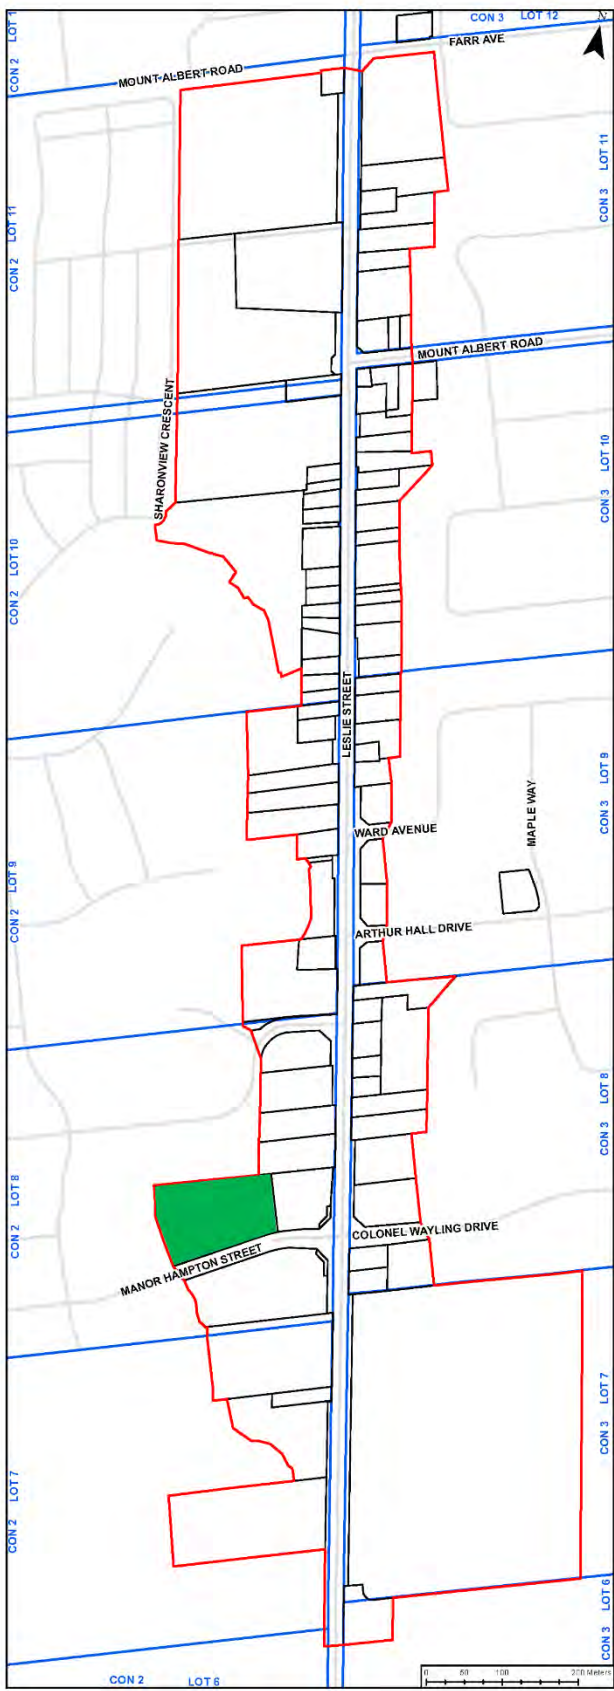 CON 3 LOT 12
N
CON 2 LOT 1
FARR AVE
MOUNT ALBERT ROAD
CON 3 LOT 11
CON 2 LOT 11
MOUNT ALBERT ROAD
SHARONVIEW CRESCENT
CON 3 LOT 10
CON 2 LOT 10
LESLIE STREET
CON 3 LOT 9
MAPLE WAY
WARD AVENUE
CON 2 LOT 9
ARTHUR HALL DRIVE
CON 3 LOT 8
CON 2 LOT 8
COLONEL WAYLING DRIVE
MANOR HAMPTON STREET
CON 3 LOT 7
CON 2 LOT 7
CON 3 LOT 6
CON 2 LOT 6
0 50 100 200 Meters